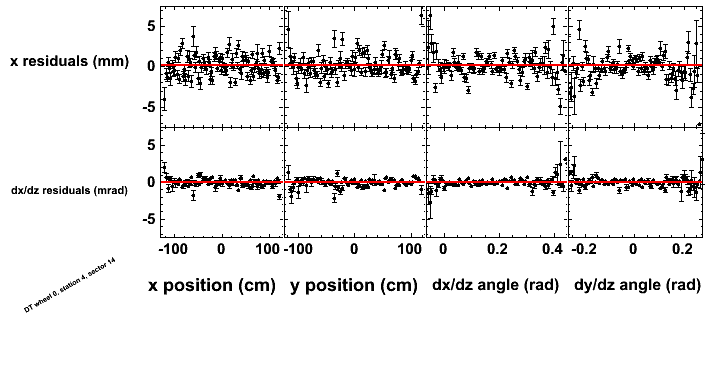 5
x residuals (mm)
0
-5
5
dx/dz residuals (mrad)
0
-5
-100 0 100 -100 0 100 0 0.2 0.4 -0.2 0 0.2
DT wheel 0, station 4, sector 14
x position (cm) y position (cm) dx/dz angle (rad) dy/dz angle (rad)